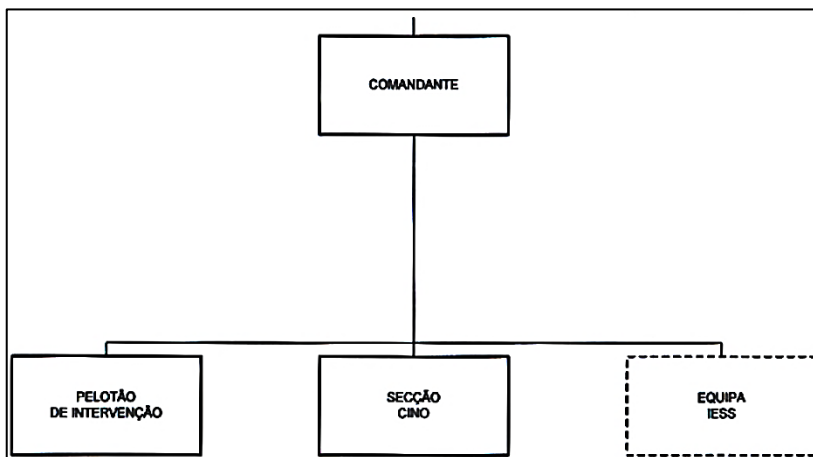 COMANDANTE
PELOTÃO
DE INTERVENÇÃO
SECÇÃO
CINO
EQUIPA
IESS